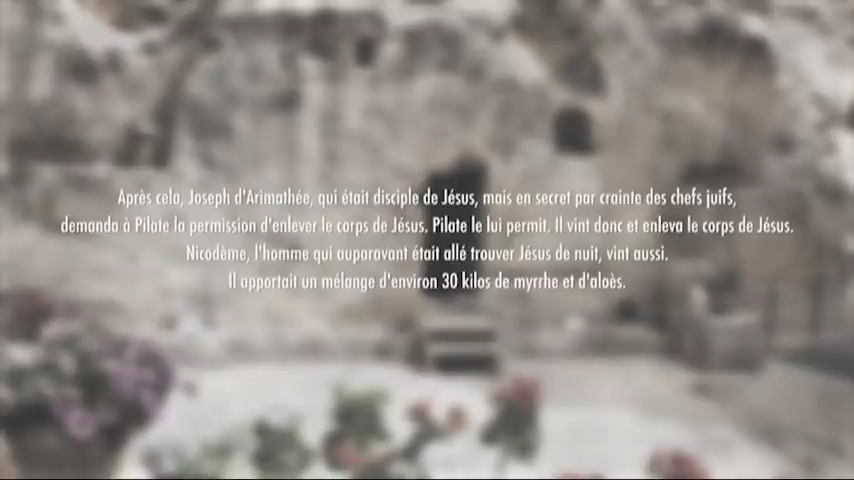 Après cela, Joseph d'Arimathée, qui était disciple de Jésus, mais en secret par crainte des chefs juifs,
demanda à Pilate la permission d'enlever le corps de Jésus. Pilate le lui permit. Il vint donc et enleva le corps de Jésus.
Nicodème, l'homme qui auparavant était allé trouver Jésus de nuit, vint aussi.
Il apportait un mélange d'environ 30 kilos de myrrhe et d'aloès.